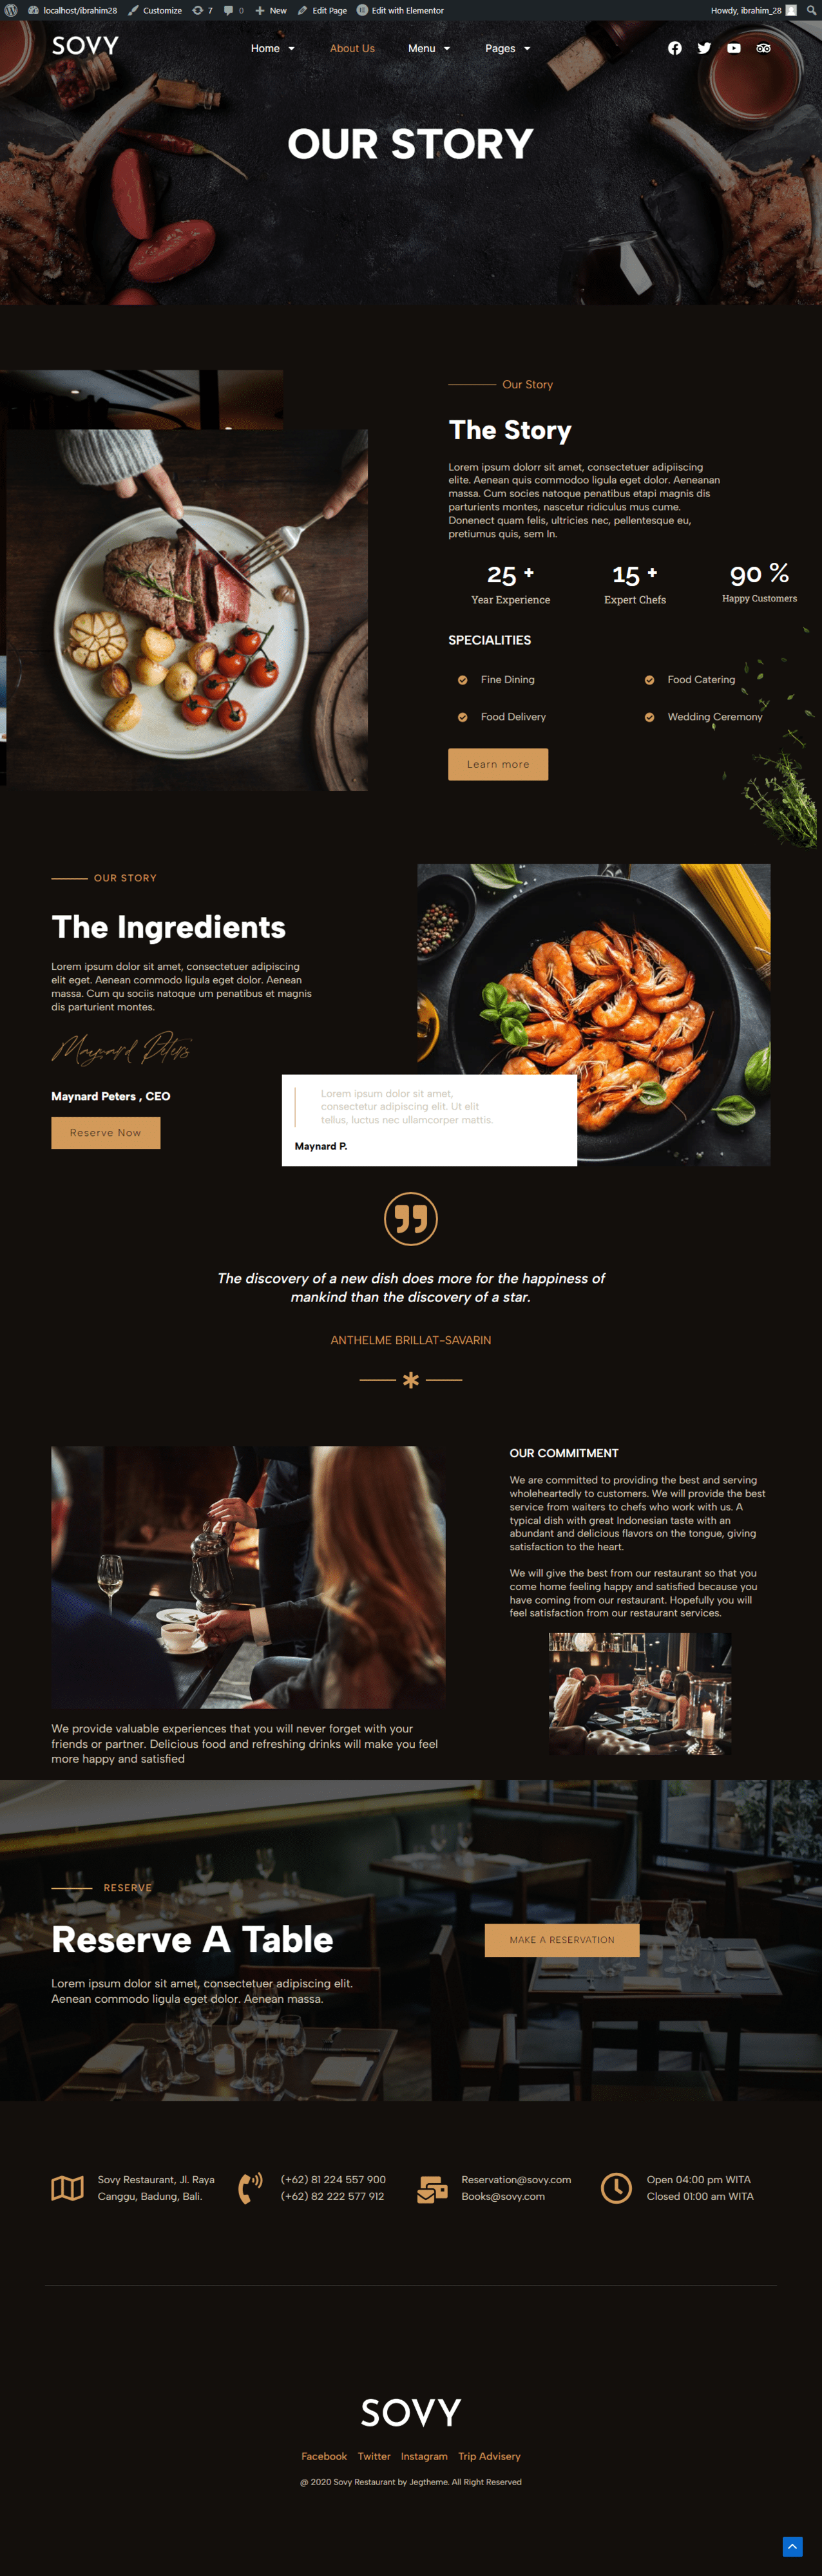 localhost/ibrahim28 Customize 7 0 New Edit Page Edit with Elementor Howdy, ibrahim_28
SOVY
Home About Us Menu Pages
OUR STORY
Our Story
The Story
Lorem ipsum dolorr sit amet, consectetuer adipiiscing
elite. Aenean quis commodoo ligula eget dolor. Aeneanan
massa. Cum socies natoque penatibus etapi magnis dis
parturients montes, nascetur ridiculus mus cume.
Donenect quam felis, ultricies nec, pellentesque eu,
pretiumus quis, sem In.
25 + 15 + 90 %
Year Experience Expert Chefs Happy Customers
SPECIALITIES
Fine Dining Food Catering
Food Delivery Wedding Ceremony
Learn more
OUR STORY
The Ingredients
Lorem ipsum dolor sit amet, consectetuer adipiscing
elit eget. Aenean commodo ligula eget dolor. Aenean
massa. Cum qu sociis natoque um penatibus et magnis
dis parturient montes.
Maynard Peters
Maynard Peters , CEO
Reserve Now
Lorem ipsum dolor sit amet,
consectetur adipiscing elit. Ut elit
tellus, luctus nec ullamcorper mattis.
Maynard P.
The discovery of a new dish does more for the happiness of
mankind than the discovery of a star.
ANTHELME BRILLAT-SAVARIN
OUR COMMITMENT
We are committed to providing the best and serving
wholeheartedly to customers. We will provide the best
service from waiters to chefs who work with us. A
typical dish with great Indonesian taste with an
abundant and delicious flavors on the tongue, giving
satisfaction to the heart.
We will give the best from our restaurant so that you
come home feeling happy and satisfied because you
have coming from our restaurant. Hopefully you will
feel satisfaction from our restaurant services.
We provide valuable experiences that you will never forget with your
friends or partner. Delicious food and refreshing drinks will make you feel
more happy and satisfied
RESERVE
Reserve A Table
MAKE A RESERVATION
Lorem ipsum dolor sit amet, consectetuer adipiscing elit.
Aenean commodo ligula eget dolor. Aenean massa.
Sovy Restaurant, Jl. Raya
Canggu, Badung, Bali.
(+62) 81 224 557 900
(+62) 82 222 577 912
Reservation@sovy.com
Books@sovy.com
Open 04:00 pm WITA
Closed 01:00 am WITA
SOVY
Facebook Twitter Instagram Trip Advisery
@ 2020 Sovy Restaurant by Jegtheme. All Right Reserved